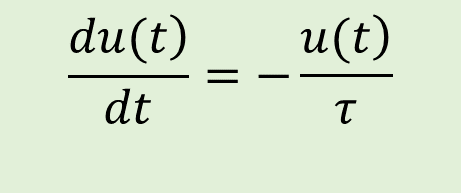 du(t)/dt = − u(t)/τ